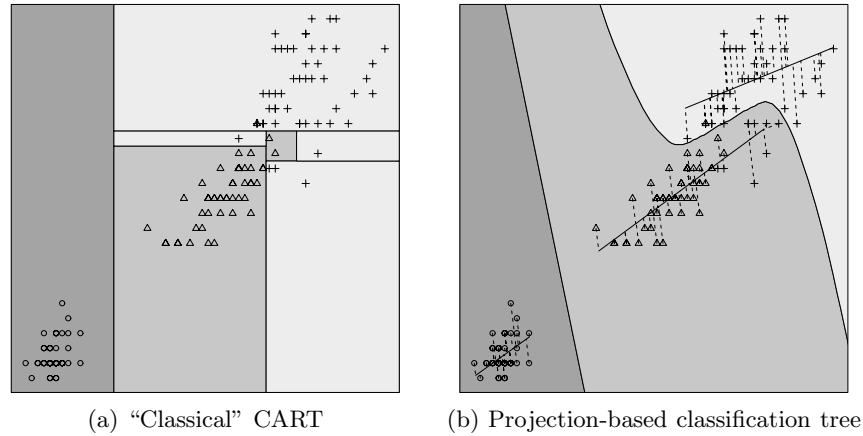 (a) “Classical” CART
(b) Projection-based classification tree